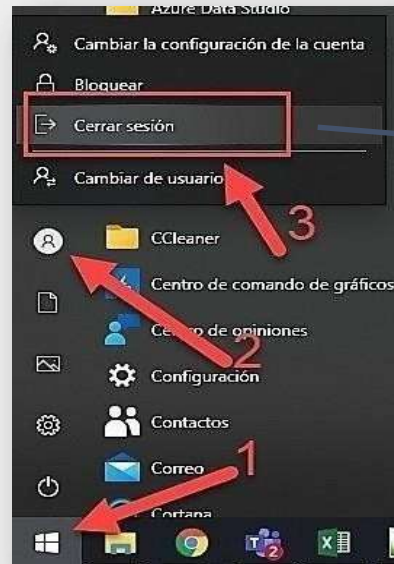 Azure Data Studio
Cambiar la configuración de la cuenta
Bloquear
Cerrar sesión
Cambiar de usuario
3
CCleaner
Centro de comando de gráficos
Centro de opiniones
2
Configuración
Contactos
Correo
1
Cortana
2